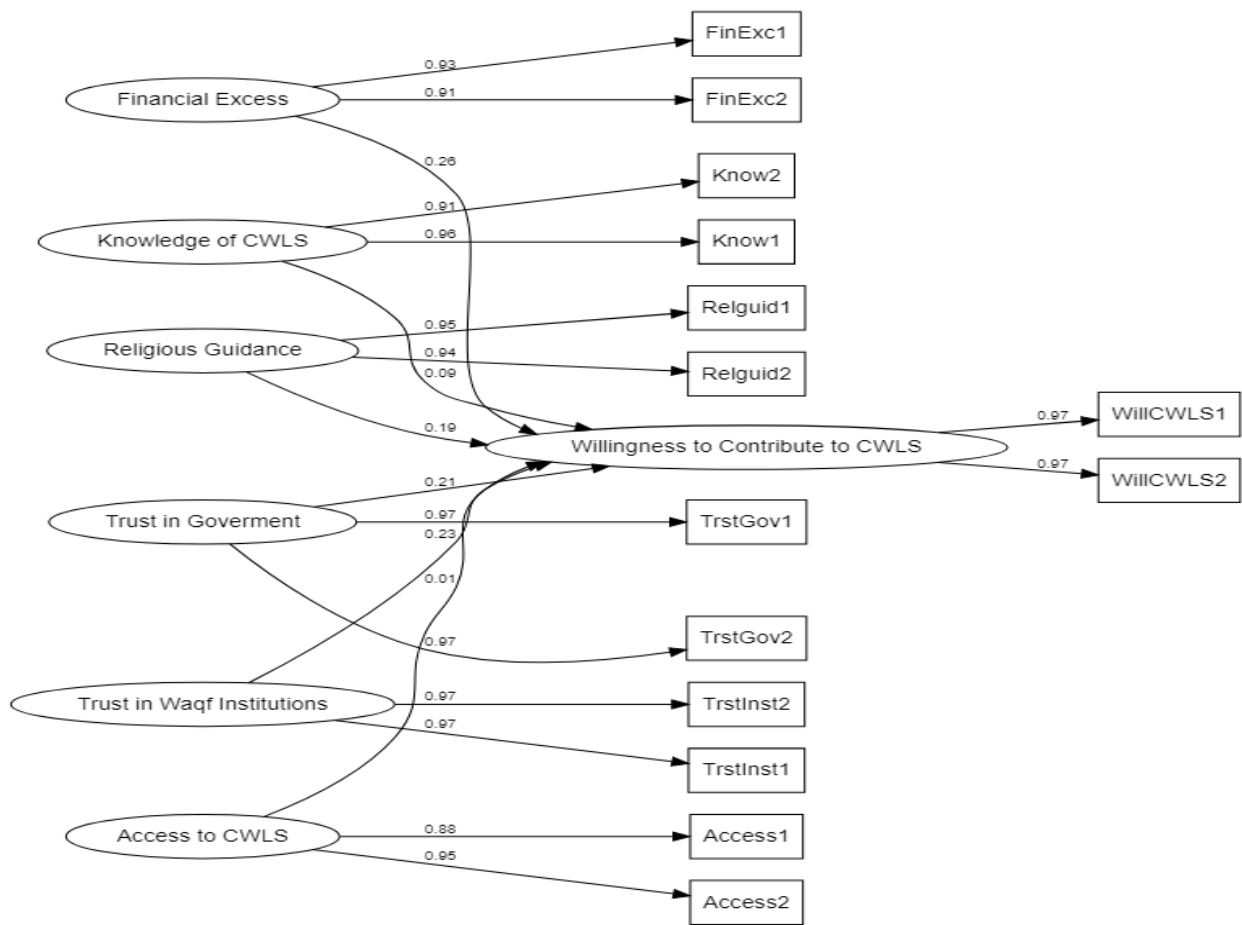 FinExc1
0.93
Financial Excess
0.91
FinExc2
0.26
Know2
0.91
Knowledge of CWLS
0.96
Know1
Relguid1
0.95
Religious Guidance
0.94
Relguid2
0.09
WillCWLS1
0.97
0.19
Willingness to Contribute to CWLS
0.97
WillCWLS2
0.21
Trust in Goverment
0.97
TrstGov1
0.23
0.01
TrstGov2
0.97
Trust in Waqf Institutions
0.97
TrstInst2
0.97
TrstInst1
Access to CWLS
0.88
Access1
0.95
Access2